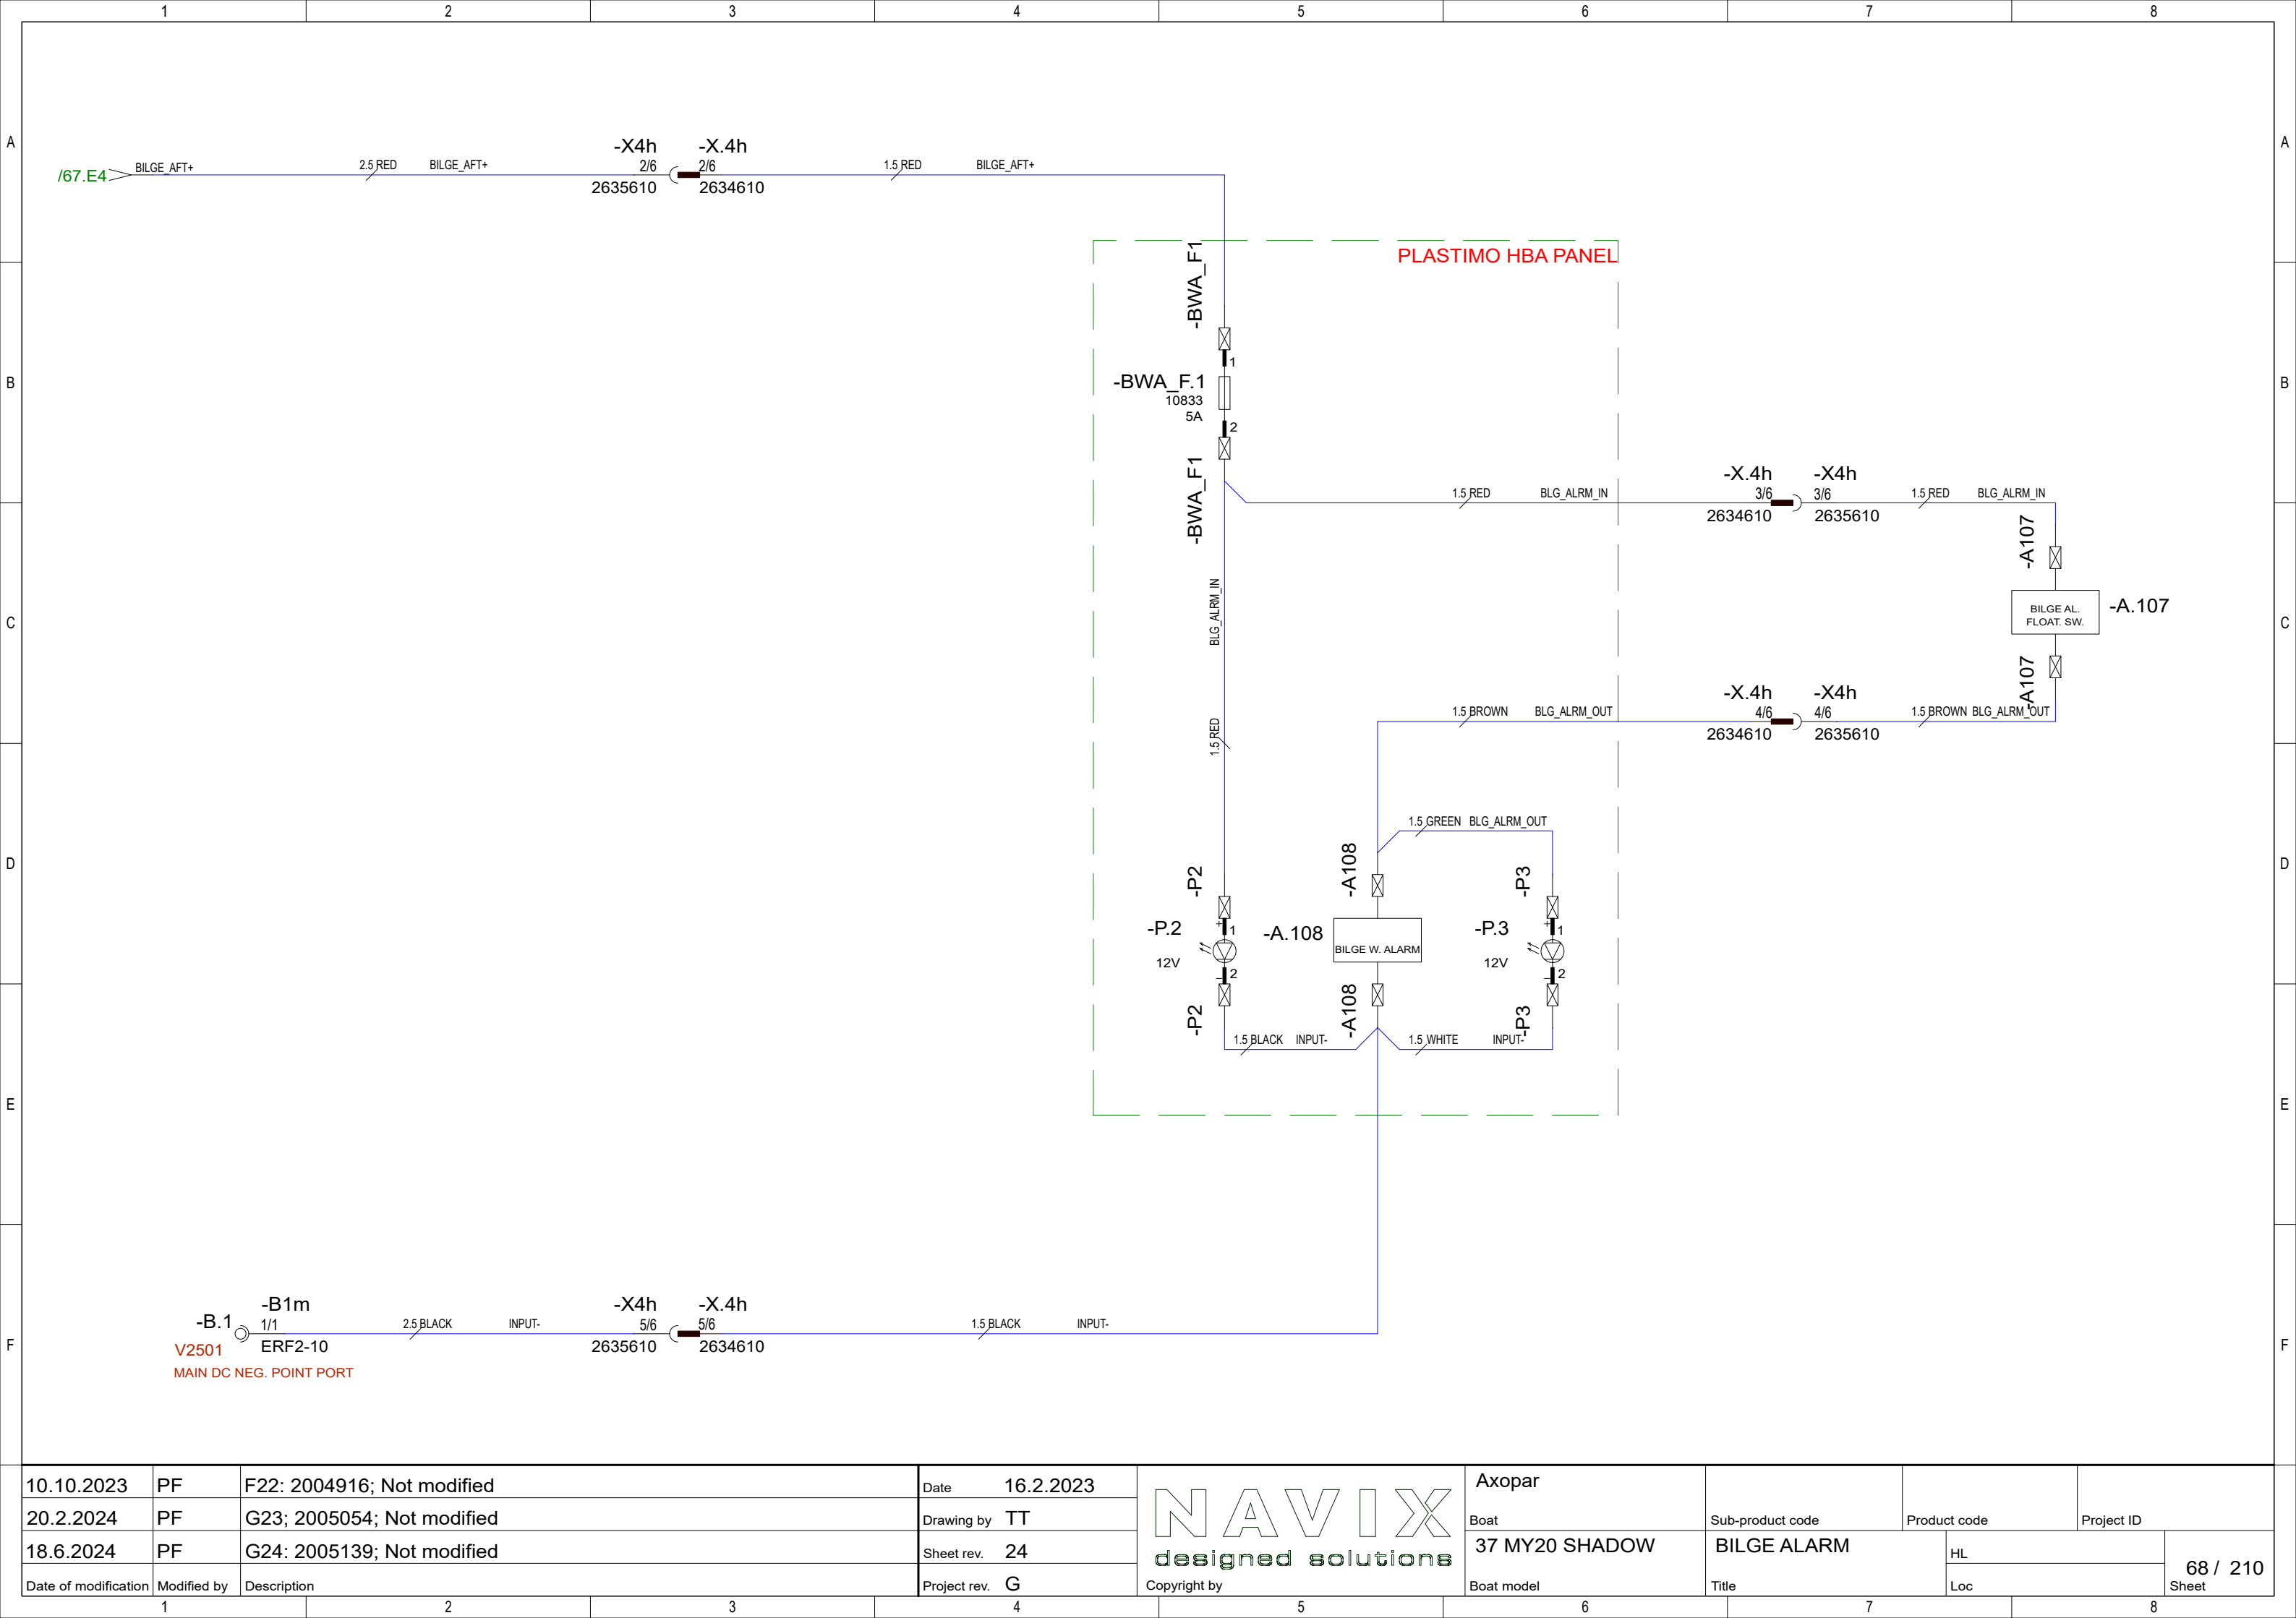 1 2 3 4 5 6 7 8
A A
-X4h -X.4h
/67.E4 BILGE_AFT+ 2.5 RED BILGE_AFT+ 2/6 2/6 1.5 RED BILGE_AFT+
2635610 2634610
PLASTIMO HBA PANEL
-BWA_F1
1
B B
-BWA_F.1
10833
5A
2
-BWA_F1
-X.4h -X4h
1.5 RED BLG_ALRM_IN 3/6 3/6 1.5 RED BLG_ALRM_IN
2634610 2635610
-A107
BLG_ALRM_IN
C C
BILGE AL.
FLOAT. SW.
-A.107
-A107
-X.4h -X4h
1.5 BROWN BLG_ALRM_OUT 4/6 4/6 1.5 BROWN BLG_ALRM_OUT
2634610 2635610
1.5 RED
1.5 GREEN BLG_ALRM_OUT
D D
-P2 -A108 -P3
-P.2 + 1 -A.108 -P.3 + 1
BILGE W. ALARM
12V 12V
- 2 - 2
-P2 -A108 -P3
1.5 BLACK INPUT- 1.5 WHITE INPUT-
E E
-B1m -X4h -X.4h
-B.1 1/1 2.5 BLACK INPUT- 5/6 5/6 1.5 BLACK INPUT-
V2501 ERF2-10 2635610 2634610
F F
MAIN DC NEG. POINT PORT
10.10.2023 PF F22: 2004916; Not modified
20.2.2024 PF G23; 2005054; Not modified
18.6.2024 PF G24: 2005139; Not modified
Date of modification Modified by Description
Date 16.2.2023
Drawing by TT
Sheet rev. 24
Project rev. G
NAVIX
designed solutions
Copyright by
Axopar
Boat Sub-product code Product code Project ID
37 MY20 SHADOW BILGE ALARM HL
Boat model Title Loc
68 / 210
Sheet
1 2 3 4 5 6 7 8